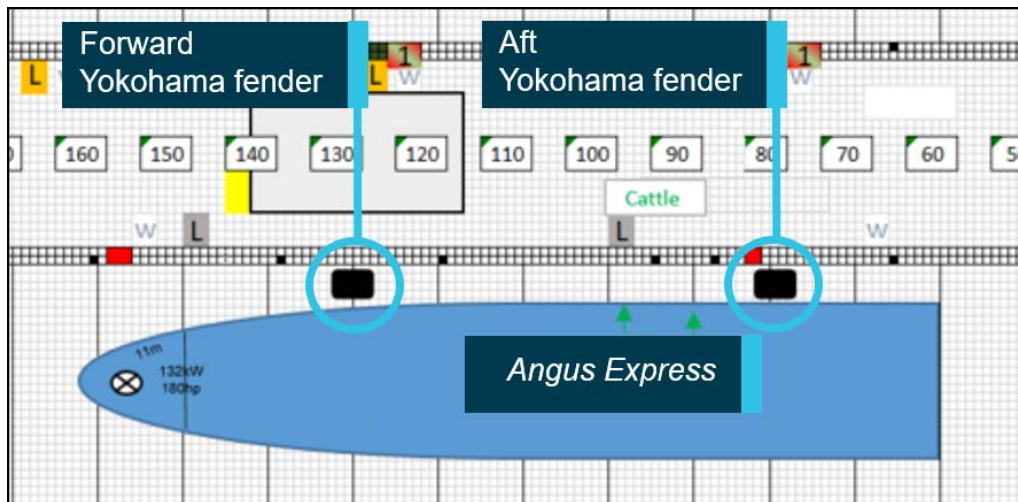 Forward
Yokohama fender
Aft
Yokohama fender
1
1
L
L
W
W
160
150
140
130
120
110
100
90
80
70
60
Cattle
W
L
L
W
11m
132kW
180hp
Angus Express